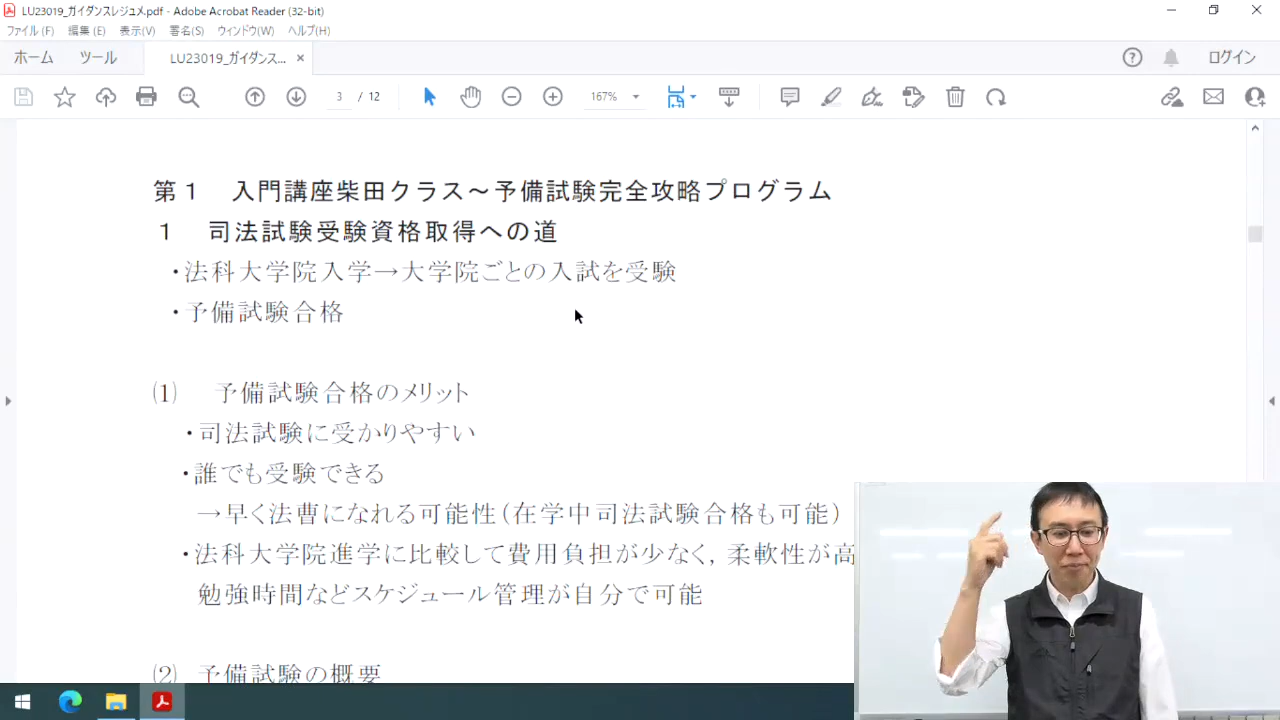 LU23019_ガイダンスレジュメ.pdf - Adobe Acrobat Reader (32-bit)
ファイル(F) 編集(E) 表示(V) 署名(S) ウィンドウ(W) ヘルプ(H)
ホーム ツール LU23019_ガイダンス... × ログイン
3 / 12 167%
第1 入門講座柴田クラス～予備試験完全攻略プログラム
1 司法試験受験資格取得への道
・法科大学院入学→大学院ごとの入試を受験
・予備試験合格
(1) 予備試験合格のメリット
・司法試験に受かりやすい
・誰でも受験できる
→早く法曹になれる可能性(在学中司法試験合格も可能)
・法科大学院進学に比較して費用負担が少なく，柔軟性が高
勉強時間などスケジュール管理が自分で可能
(2) 予備試験の概要